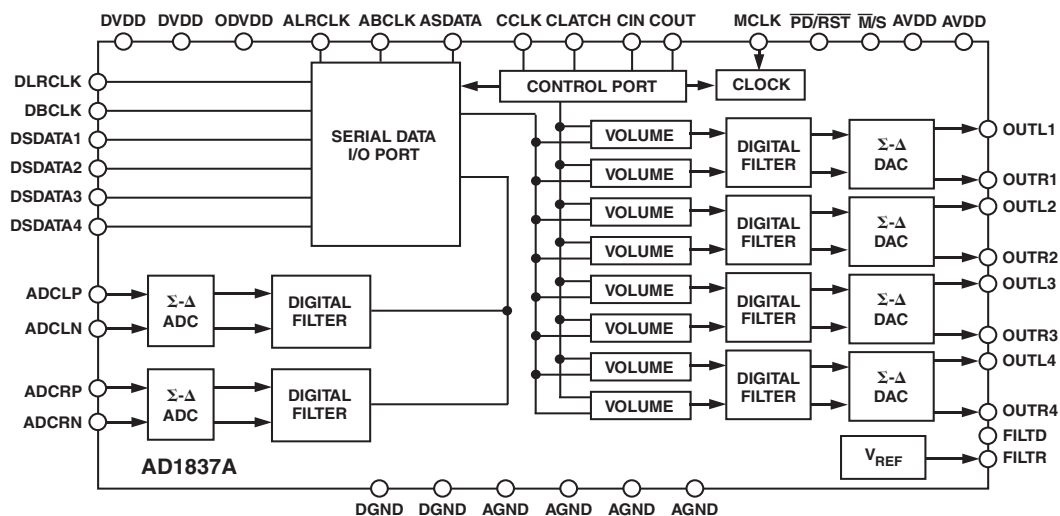 DVDD DVDD ODVDD ALRCLK ABCLK ASDATA CCLK CLATCH CIN COUT MCLK PD/RST M/S AVDD AVDD
DLRCLK
DBCLK
DSDATA1
DSDATA2
DSDATA3
DSDATA4
ADCLP
ADCLN
ADCRP
ADCRN
SERIAL DATA
I/O PORT
CONTROL PORT
CLOCK
Σ-Δ
ADC
DIGITAL
FILTER
Σ-Δ
ADC
DIGITAL
FILTER
VOLUME
VOLUME
VOLUME
VOLUME
VOLUME
VOLUME
VOLUME
VOLUME
DIGITAL
FILTER
DIGITAL
FILTER
DIGITAL
FILTER
DIGITAL
FILTER
Σ-Δ
DAC
Σ-Δ
DAC
Σ-Δ
DAC
Σ-Δ
DAC
VREF
OUTL1
OUTR1
OUTL2
OUTR2
OUTL3
OUTR3
OUTL4
OUTR4
FILTD
FILTR
AD1837A
DGND DGND AGND AGND AGND AGND